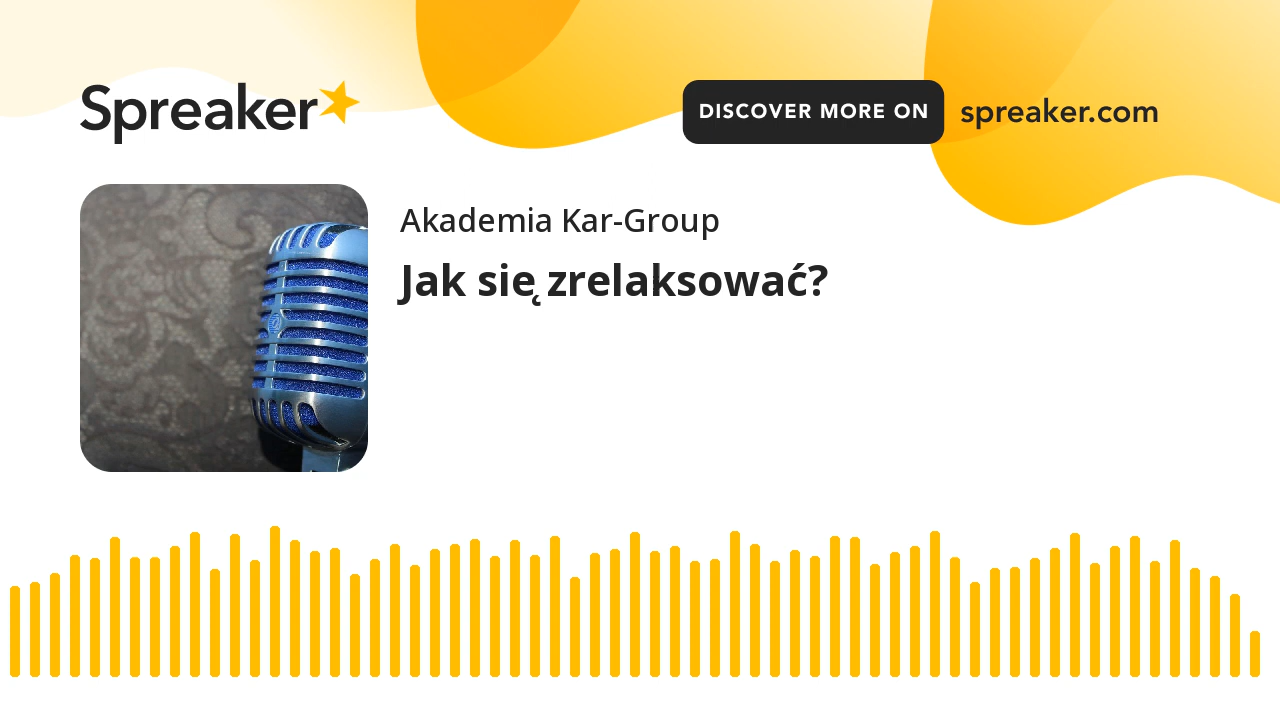 Spreaker
DISCOVER MORE ON spreaker.com
Akademia Kar-Group
Jak się zrelaksować?